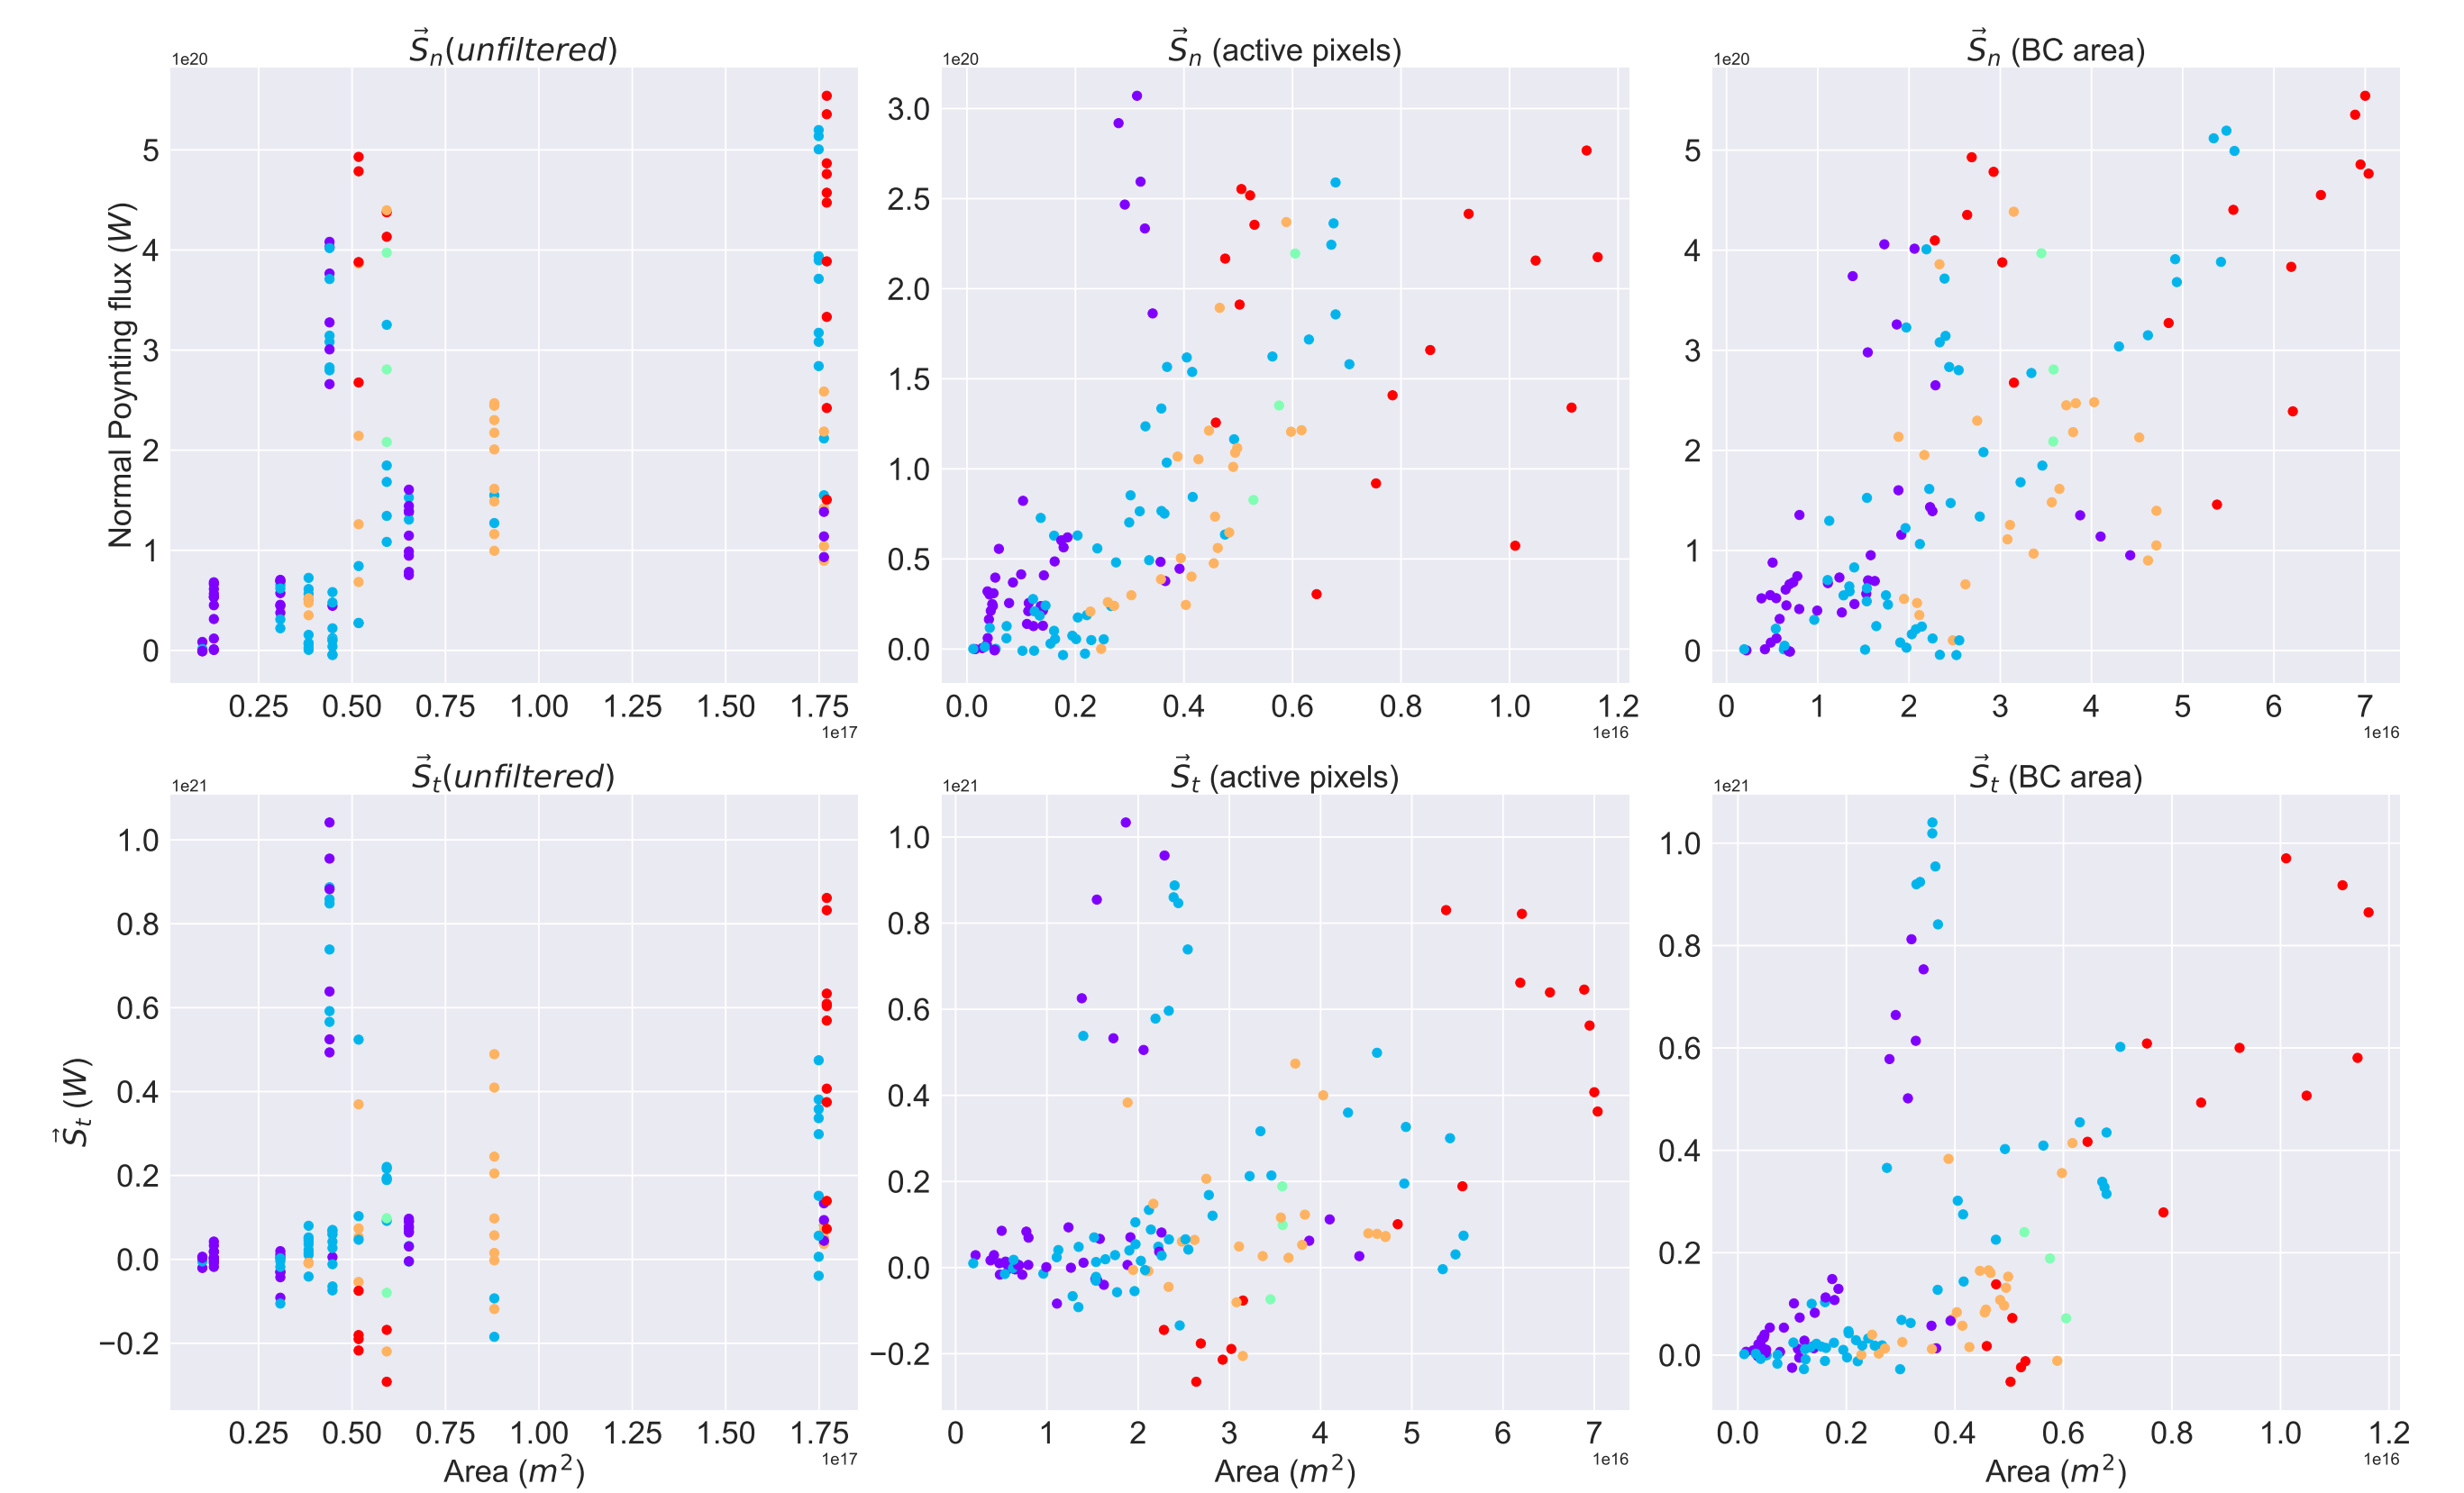 S⃗n(unfiltered)
S⃗n (active pixels)
S⃗n (BC area)
1e20
1e20
1e20
Normal Poynting flux (W)
5
4
3
2
1
0
3.0
2.5
2.0
1.5
1.0
0.5
0.0
5
4
3
2
1
0
0.25 0.50 0.75 1.00 1.25 1.50 1.75
0.0 0.2 0.4 0.6 0.8 1.0 1.2
0 1 2 3 4 5 6 7
1e17
1e16
1e16
S⃗t(unfiltered)
S⃗t (active pixels)
S⃗t (BC area)
1e21
1e21
1e21
S⃗t (W)
1.0
0.8
0.6
0.4
0.2
0.0
−0.2
1.0
0.8
0.6
0.4
0.2
0.0
−0.2
1.0
0.8
0.6
0.4
0.2
0.0
0.25 0.50 0.75 1.00 1.25 1.50 1.75
0 1 2 3 4 5 6 7
0.0 0.2 0.4 0.6 0.8 1.0 1.2
1e17
1e16
1e16
Area (m²)
Area (m²)
Area (m²)